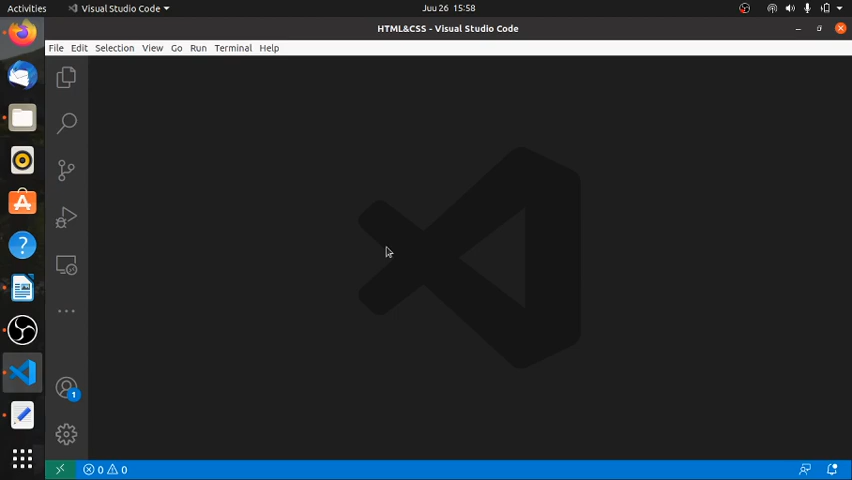 Activities
Visual Studio Code
Juu 26 15:58
HTML&CSS - Visual Studio Code
File Edit Selection View Go Run Terminal Help
1
0 0